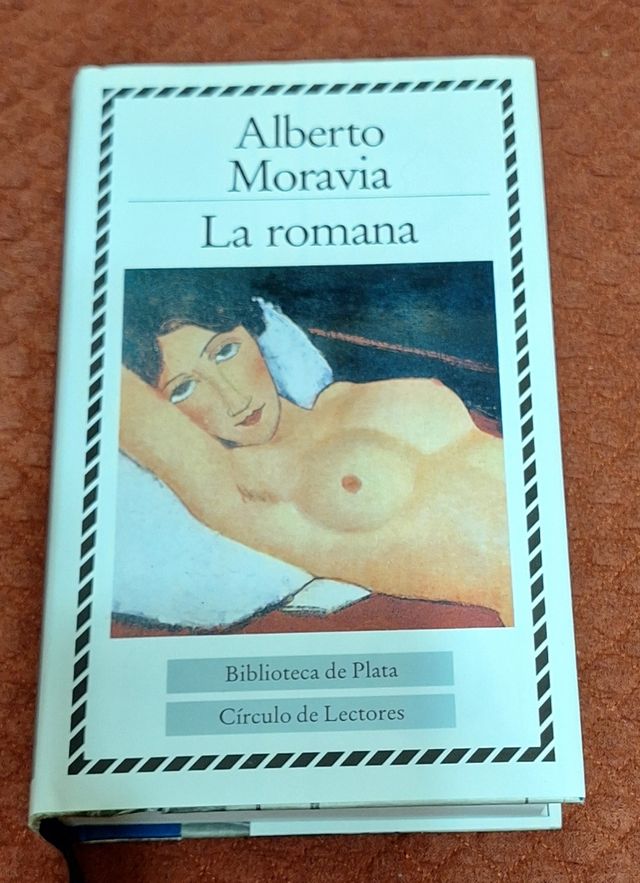 Alberto
Moravia
La romana
Biblioteca de Plata
Círculo de Lectores